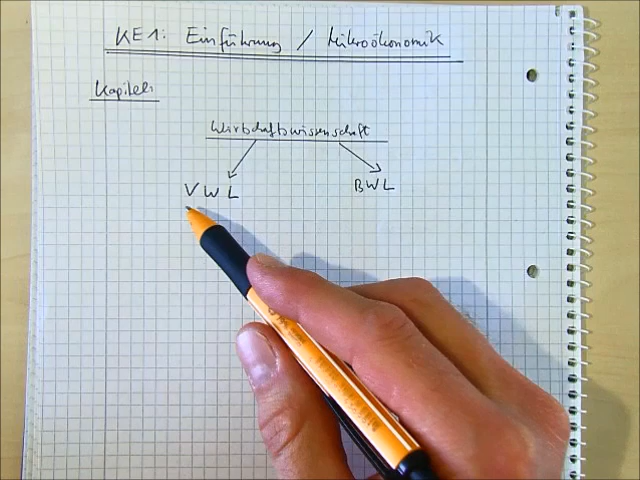 KE1: Einführung / Mikroökonomik
Kapitel:
Wirtschaftswissenschaft
VWL BWL